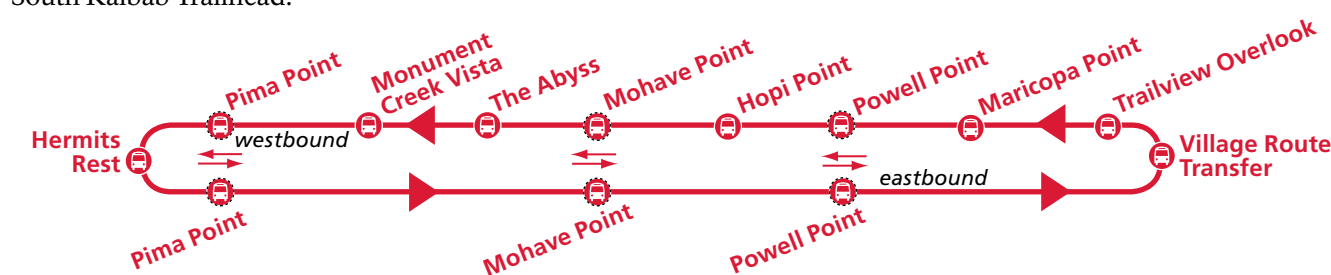 South Kaibab Trailhead.
Pima Point
Monument
Creek Vista
The Abyss
Mohave Point
Hopi Point
Powell Point
Maricopa Point
Trailview Overlook
Hermits
Rest
westbound
Village Route
Transfer
eastbound
Pima Point
Mohave Point
Powell Point